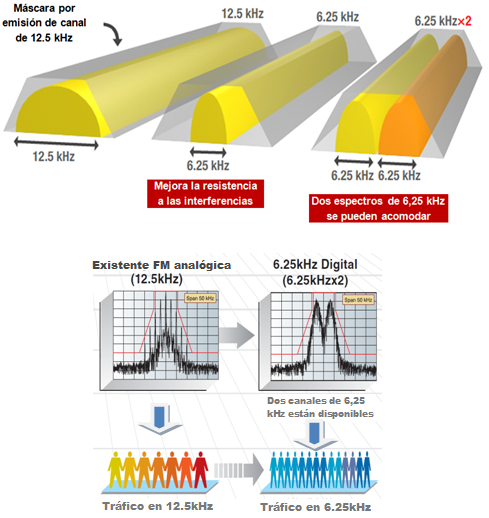 Máscara por
emisión de canal
de 12.5 kHz
12.5 kHz
6.25 kHz
6.25 kHz×2
12.5 kHz
6.25 kHz
6.25 kHz
6.25 kHz
Mejora la resistencia
a las interferencias
Dos espectros de 6,25 kHz
se pueden acomodar
Existente FM analógica
(12.5kHz)
6.25kHz Digital
(6.25kHzx2)
Span 50 kHz
Span 50 kHz
Dos canales de 6,25
kHz están disponibles
Tráfico en 12.5kHz
Tráfico en 6.25kHz